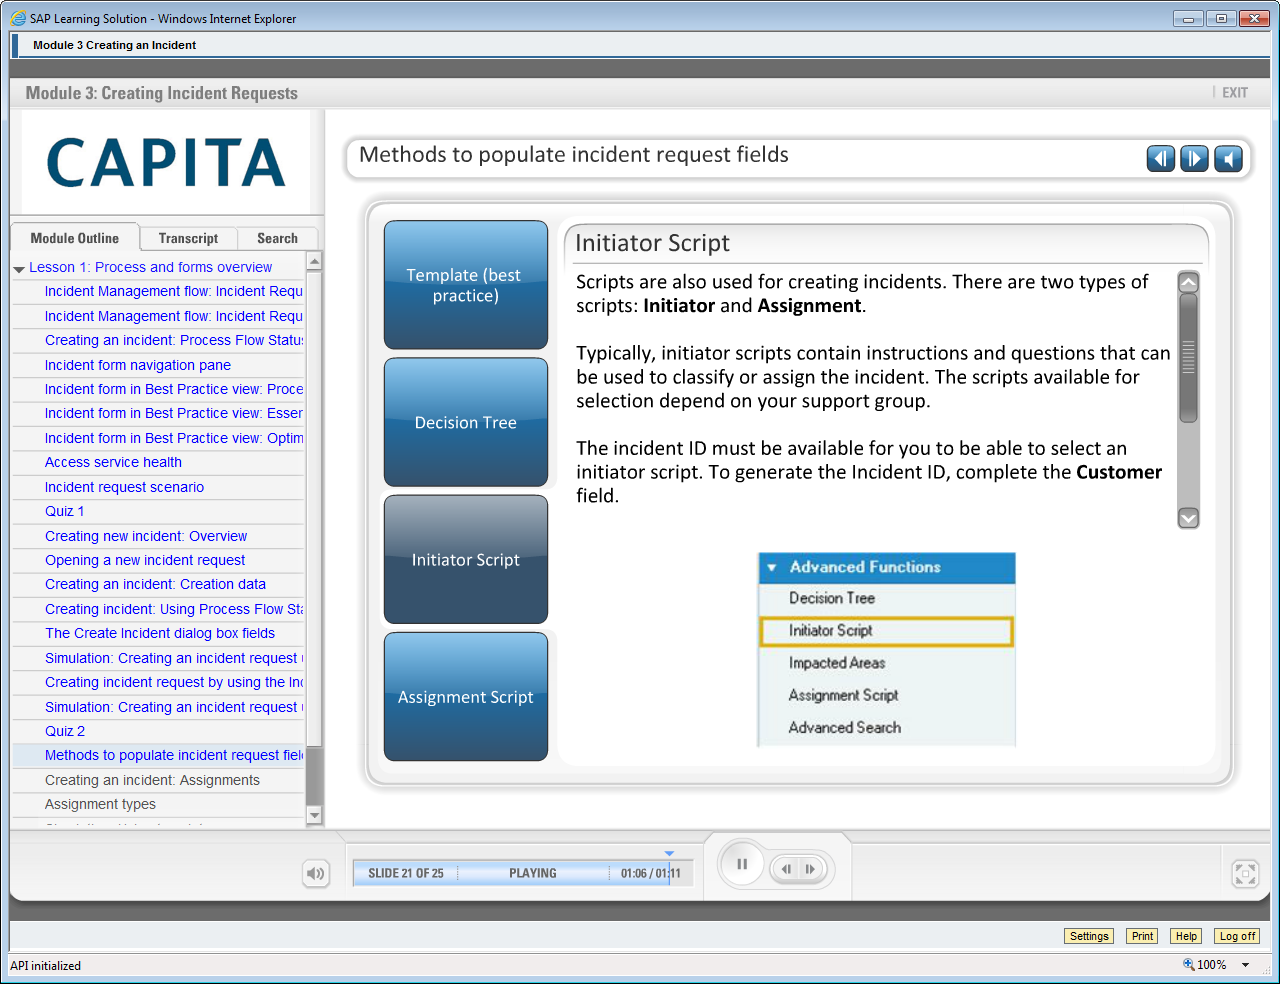 SAP Learning Solution - Windows Internet Explorer
Module 3 Creating an Incident
Module 3: Creating Incident Requests
EXIT
CAPITA
Module Outline
Transcript
Search
Lesson 1: Process and forms overview
Incident Management flow: Incident Requ
Incident Management flow: Incident Requ
Creating an incident: Process Flow Statu
Incident form navigation pane
Incident form in Best Practice view: Proce
Incident form in Best Practice view: Essen
Incident form in Best Practice view: Optim
Access service health
Incident request scenario
Quiz 1
Creating new incident: Overview
Opening a new incident request
Creating an incident: Creation data
Creating incident: Using Process Flow Sta
The Create Incident dialog box fields
Simulation: Creating an incident request u
Creating incident request by using the Inc
Simulation: Creating an incident request u
Quiz 2
Methods to populate incident request field
Creating an incident: Assignments
Assignment types
Methods to populate incident request fields
Template (best
practice)
Decision Tree
Initiator Script
Assignment Script
Initiator Script
Scripts are also used for creating incidents. There are two types of
scripts: Initiator and Assignment.
Typically, initiator scripts contain instructions and questions that can
be used to classify or assign the incident. The scripts available for
selection depend on your support group.
The incident ID must be available for you to be able to select an
initiator script. To generate the Incident ID, complete the Customer
field.
Advanced Functions
Decision Tree
Initiator Script
Impacted Areas
Assignment Script
Advanced Search
SLIDE 21 OF 25
PLAYING
01:06 / 01:11
Settings
Print
Help
Log off
API initialized
100%